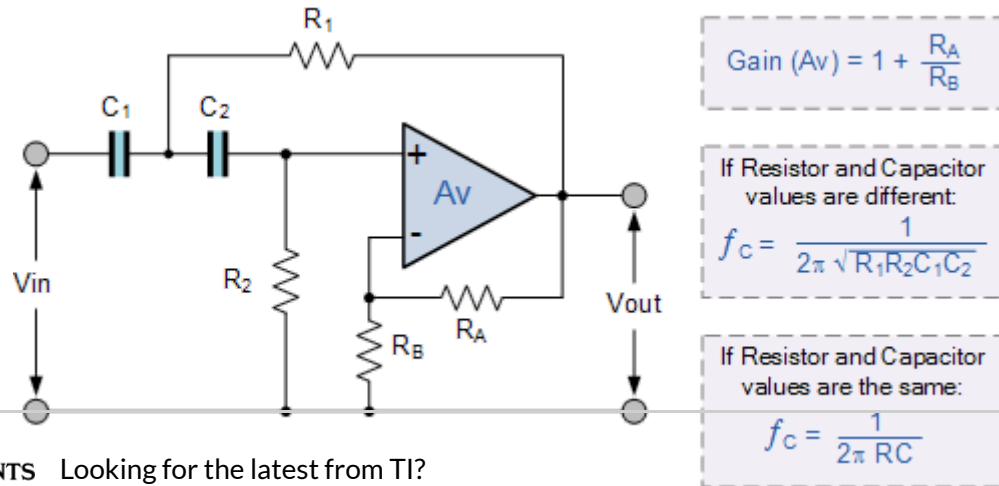 R1
C1
C2
+
Av
-
R2
Vin
RA
RB
Vout
Gain (Av) = 1 + RA/RB
If Resistor and Capacitor
values are different:
fC = 1/2π √R1R2C1C2
If Resistor and Capacitor
values are the same:
fC = 1/2π RC
NTS Looking for the latest from TI?